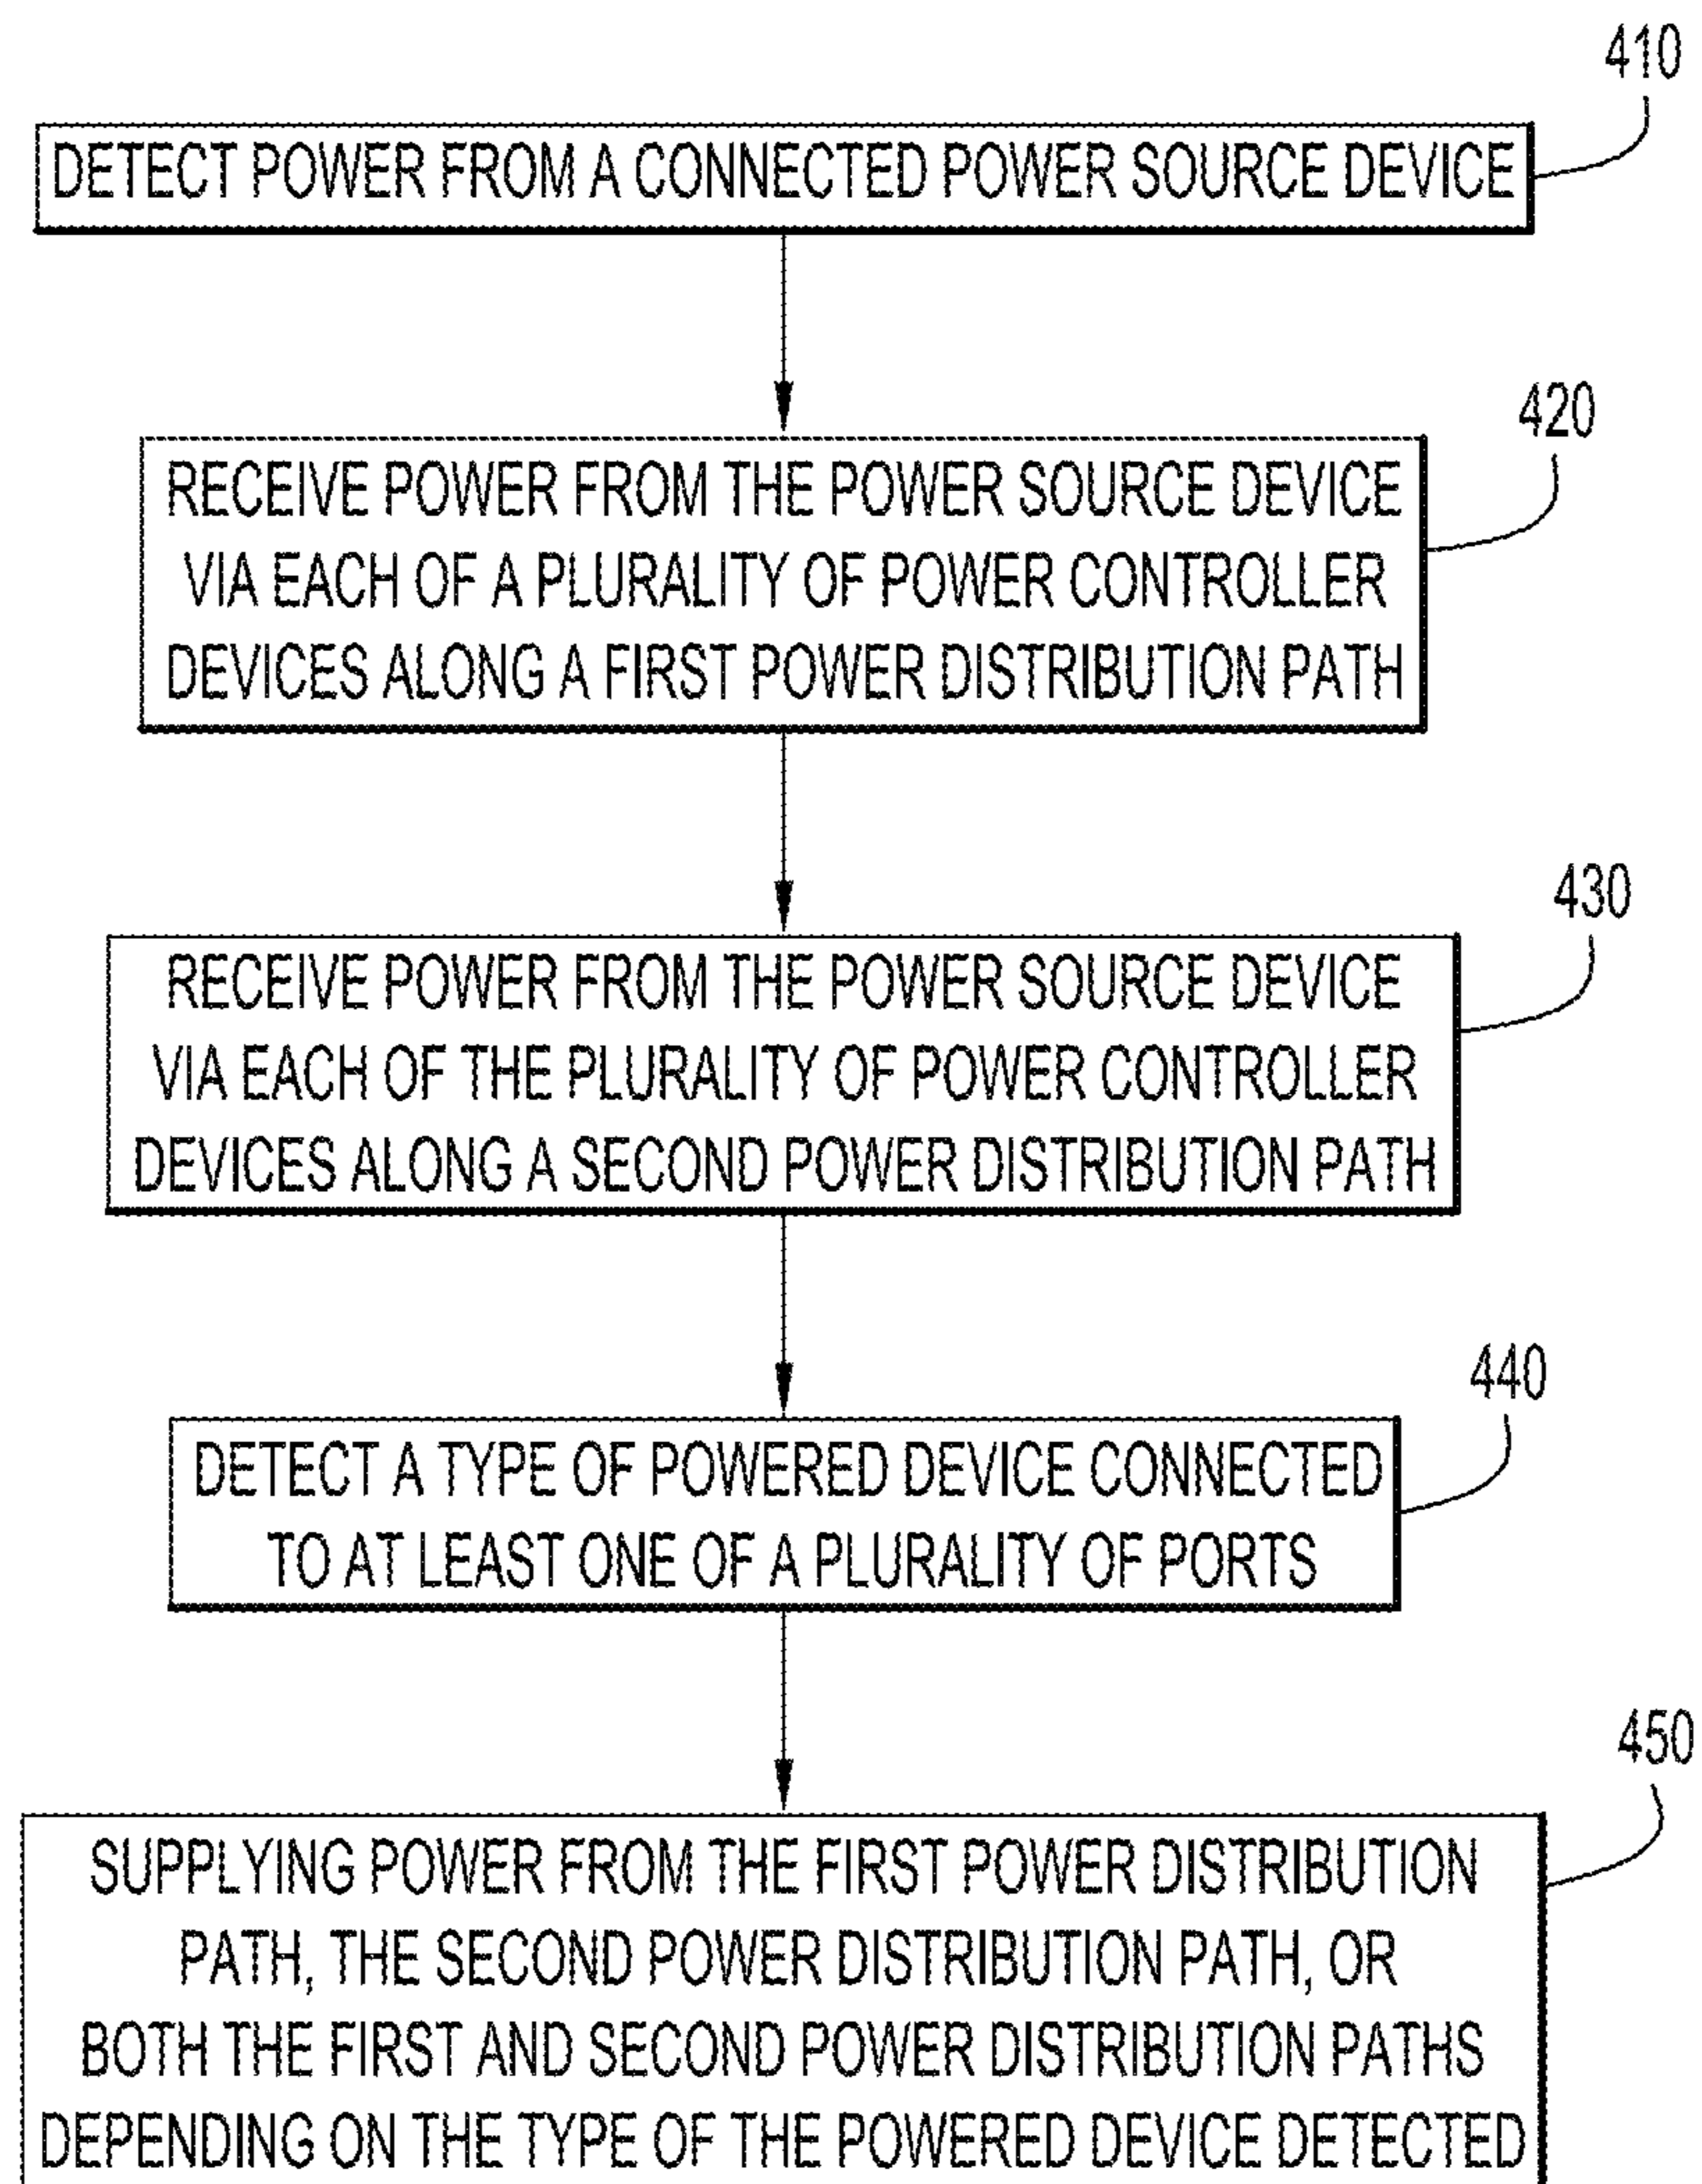 410
DETECT POWER FROM A CONNECTED POWER SOURCE DEVICE
420
RECEIVE POWER FROM THE POWER SOURCE DEVICE
VIA EACH OF A PLURALITY OF POWER CONTROLLER
DEVICES ALONG A FIRST POWER DISTRIBUTION PATH
430
RECEIVE POWER FROM THE POWER SOURCE DEVICE
VIA EACH OF THE PLURALITY OF POWER CONTROLLER
DEVICES ALONG A SECOND POWER DISTRIBUTION PATH
440
DETECT A TYPE OF POWERED DEVICE CONNECTED
TO AT LEAST ONE OF A PLURALITY OF PORTS
450
SUPPLYING POWER FROM THE FIRST POWER DISTRIBUTION
PATH, THE SECOND POWER DISTRIBUTION PATH, OR
BOTH THE FIRST AND SECOND POWER DISTRIBUTION PATHS
DEPENDING ON THE TYPE OF THE POWERED DEVICE DETECTED